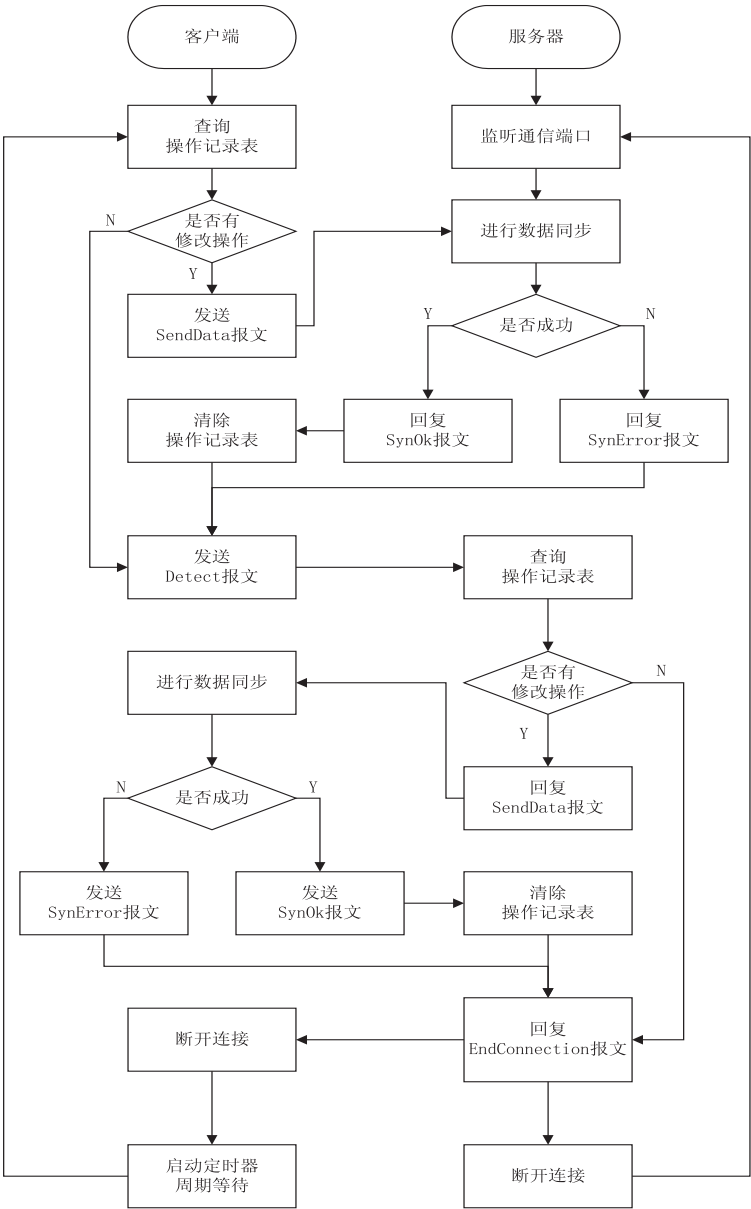 客户端
服务器
查询
操作记录表
监听通信端口
N
是否有
修改操作
进行数据同步
Y
发送
SendData报文
Y
是否成功
N
清除
操作记录表
回复
SynOk报文
回复
SynError报文
发送
Detect报文
查询
操作记录表
进行数据同步
是否有
修改操作
N
Y
N
是否成功
Y
回复
SendData报文
发送
SynError报文
发送
SynOk报文
清除
操作记录表
断开连接
回复
EndConnection报文
启动定时器
周期等待
断开连接